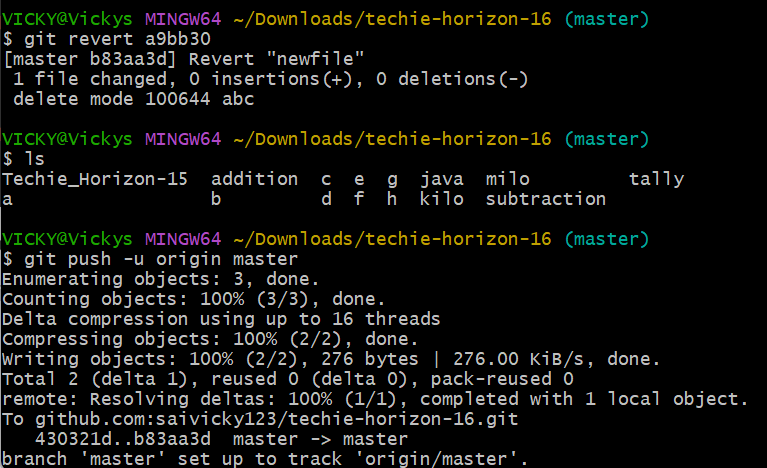 VICKY@Vickys MINGW64 ~/Downloads/techie-horizon-16 (master)
$ git revert a9bb30
[master b83aa3d] Revert "newfile"
 1 file changed, 0 insertions(+), 0 deletions(-)
 delete mode 100644 abc

VICKY@Vickys MINGW64 ~/Downloads/techie-horizon-16 (master)
$ ls
Techie_Horizon-15  addition  c  e  g  java  milo         tally
a                  b         d  f  h  kilo  subtraction

VICKY@Vickys MINGW64 ~/Downloads/techie-horizon-16 (master)
$ git push -u origin master
Enumerating objects: 3, done.
Counting objects: 100% (3/3), done.
Delta compression using up to 16 threads
Compressing objects: 100% (2/2), done.
Writing objects: 100% (2/2), 276 bytes | 276.00 KiB/s, done.
Total 2 (delta 1), reused 0 (delta 0), pack-reused 0
remote: Resolving deltas: 100% (1/1), completed with 1 local object.
To github.com:saivicky123/techie-horizon-16.git
   430321d..b83aa3d  master -> master
branch 'master' set up to track 'origin/master'.